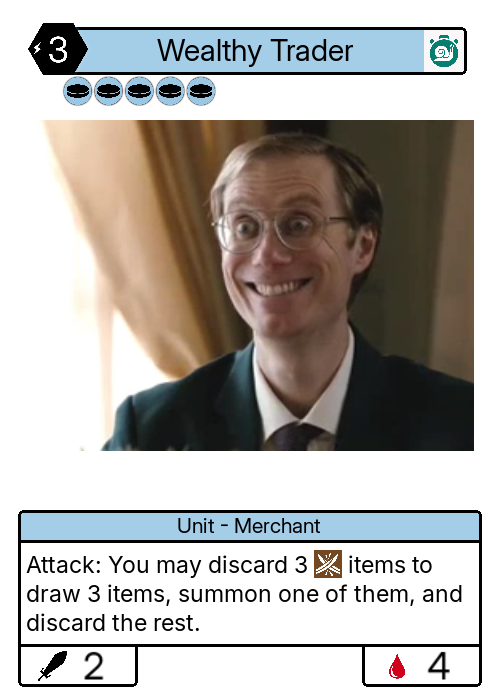 3
Wealthy Trader
Unit - Merchant
Attack: You may discard 3 items to
draw 3 items, summon one of them, and
discard the rest.
2
4